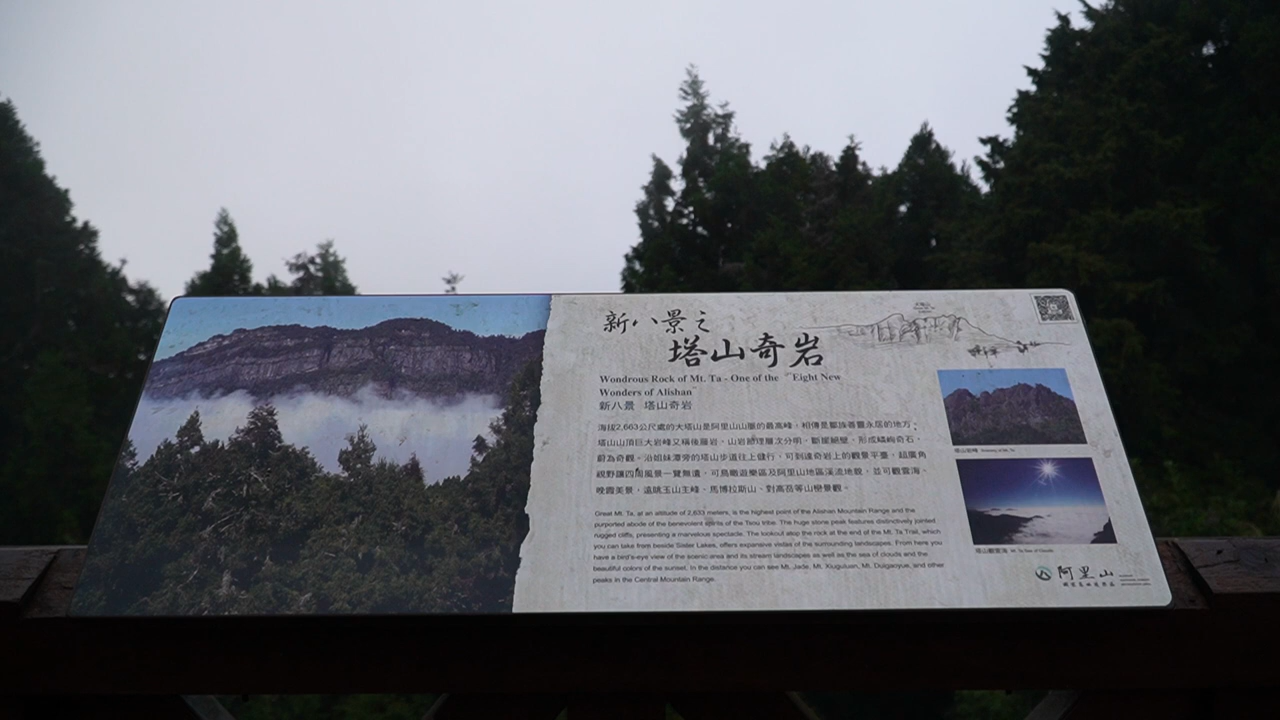 新八景之
塔山奇岩
Wondrous Rock of Mt. Ta - One of the "Eight New
Wonders of Alishan"
新八景 塔山奇岩
海拔2,663公尺處的大塔山是阿里山山脈的最高峰，相傳是鄒族善靈永居的地方；
塔山山頂巨大岩峰又稱後羅岩，山岩節理層次分明，斷崖絕壁、形成嶙峋奇石，
蔚為奇觀。沿姐妹潭旁的塔山步道往上健行，可到達奇岩上的觀景平臺，超廣角
視野讓四周風景一覽無遺，可鳥瞰遊樂區及阿里山地區溪流地貌，並可觀雲海、
晚霞美景，遠眺玉山主峰、馬博拉斯山、對高岳等山巒景觀。
Great Mt. Ta, at an altitude of 2,633 meters, is the highest point of the Alishan Mountain Range and the
purported abode of the benevolent spirits of the Tsou tribe. The huge stone peak features distinctively jointed
rugged cliffs, presenting a marvelous spectacle. The lookout atop the rock at the end of the Mt. Ta Trail, which
you can take from beside Sister Lakes, offers expansive vistas of the surrounding landscapes. From here you
have a bird's-eye view of the scenic area and its stream landscapes as well as the sea of clouds and the
beautiful colors of the sunset. In the distance you can see Mt. Jade, Mt. Xiuguluan, Mt. Duigaoyue, and other
peaks in the Central Mountain Range.
塔山觀雲海 Mt. Ta Sea of Clouds
阿里山